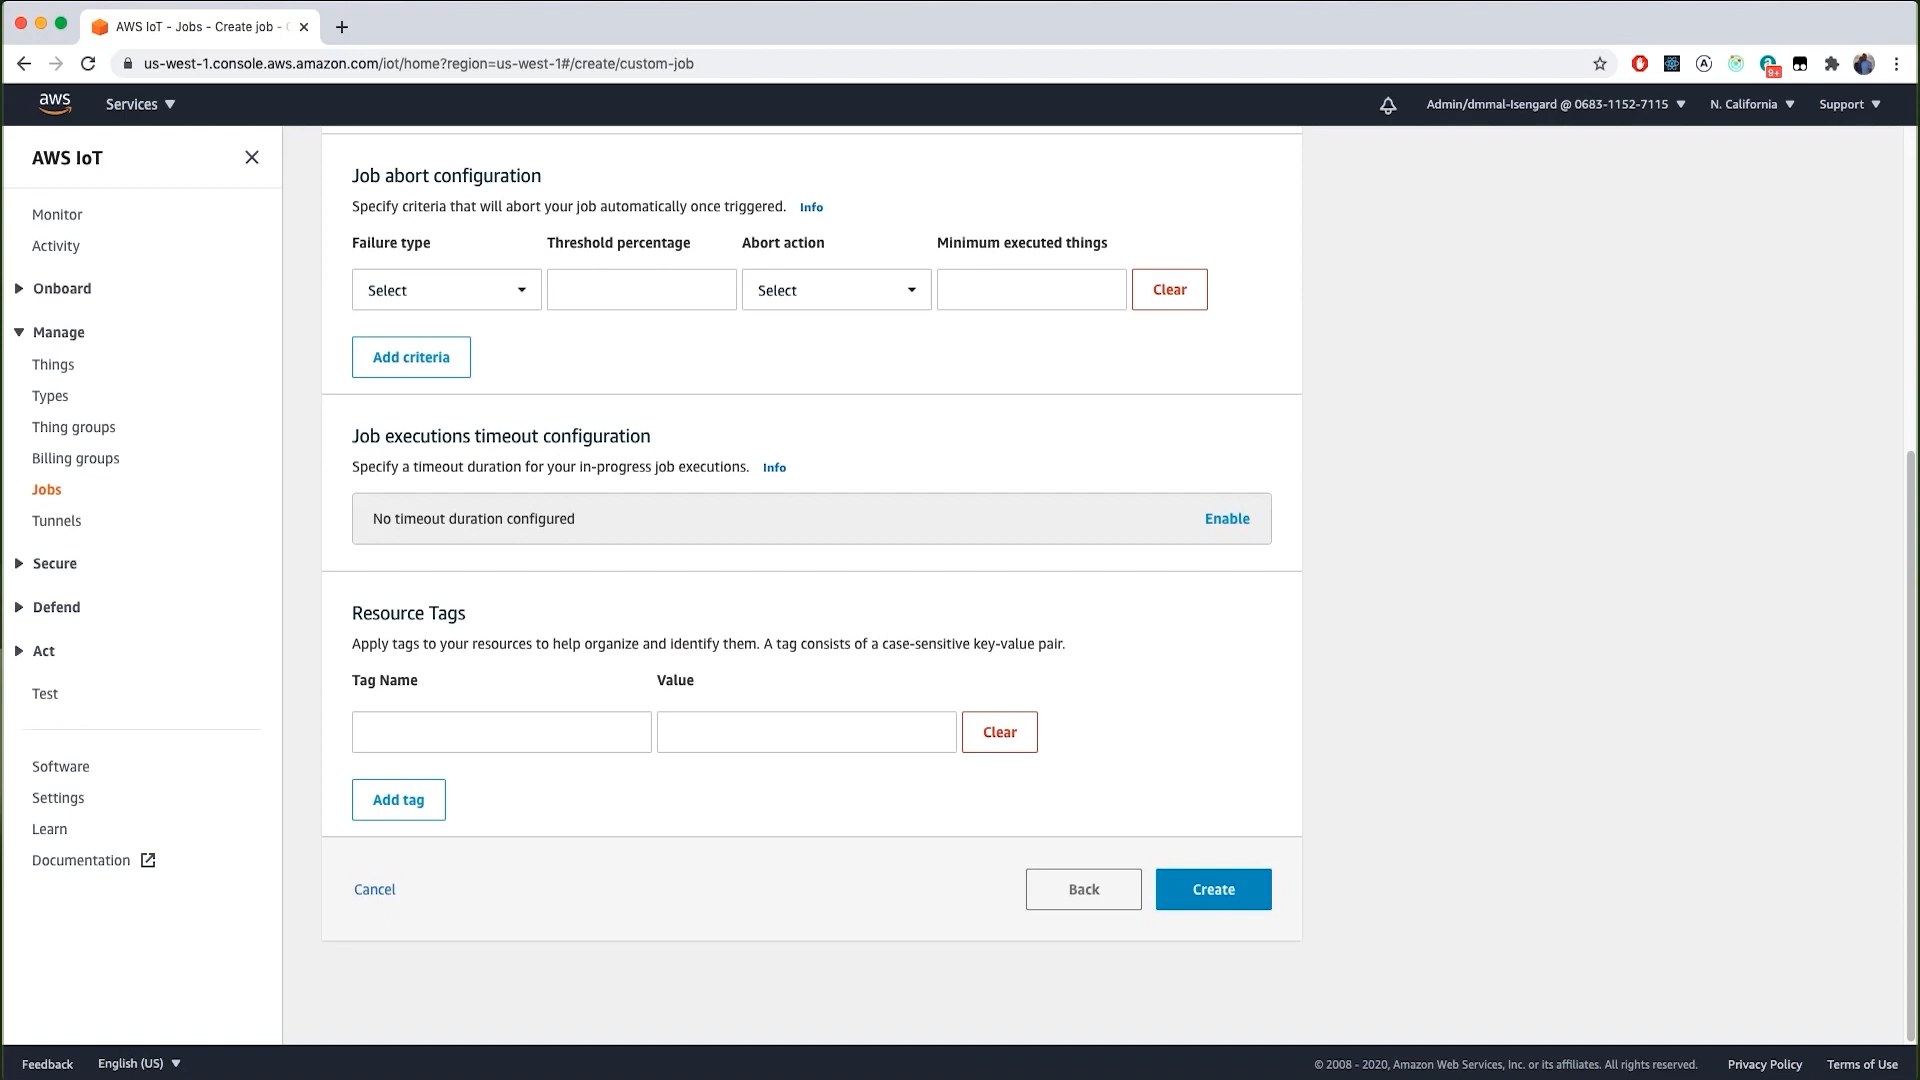 AWS IoT - Jobs - Create job -
us-west-1.console.aws.amazon.com/iot/home?region=us-west-1#/create/custom-job
9+
aws
Services
Admin/dmmal-Isengard @ 0683-1152-7115
N. California
Support
AWS IoT
Monitor
Activity
Onboard
Manage
Things
Types
Thing groups
Billing groups
Jobs
Tunnels
Secure
Defend
Act
Test
Software
Settings
Learn
Documentation
Job abort configuration
Specify criteria that will abort your job automatically once triggered. Info
Failure type Threshold percentage Abort action Minimum executed things
Select Select Clear
Add criteria
Job executions timeout configuration
Specify a timeout duration for your in-progress job executions. Info
No timeout duration configured Enable
Resource Tags
Apply tags to your resources to help organize and identify them. A tag consists of a case-sensitive key-value pair.
Tag Name Value
Clear
Add tag
Cancel Back Create
Feedback English (US) © 2008 - 2020, Amazon Web Services, Inc. or its affiliates. All rights reserved. Privacy Policy Terms of Use